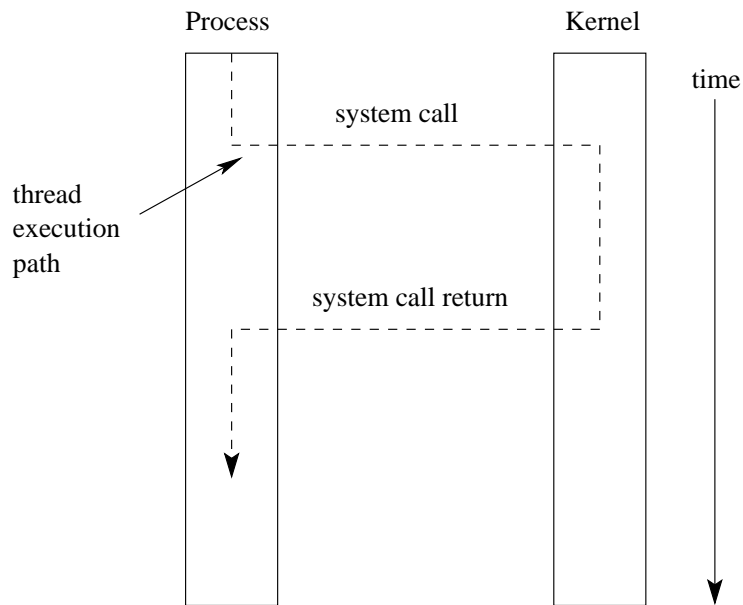 Process
Kernel
time
system call
thread
execution
path
system call return